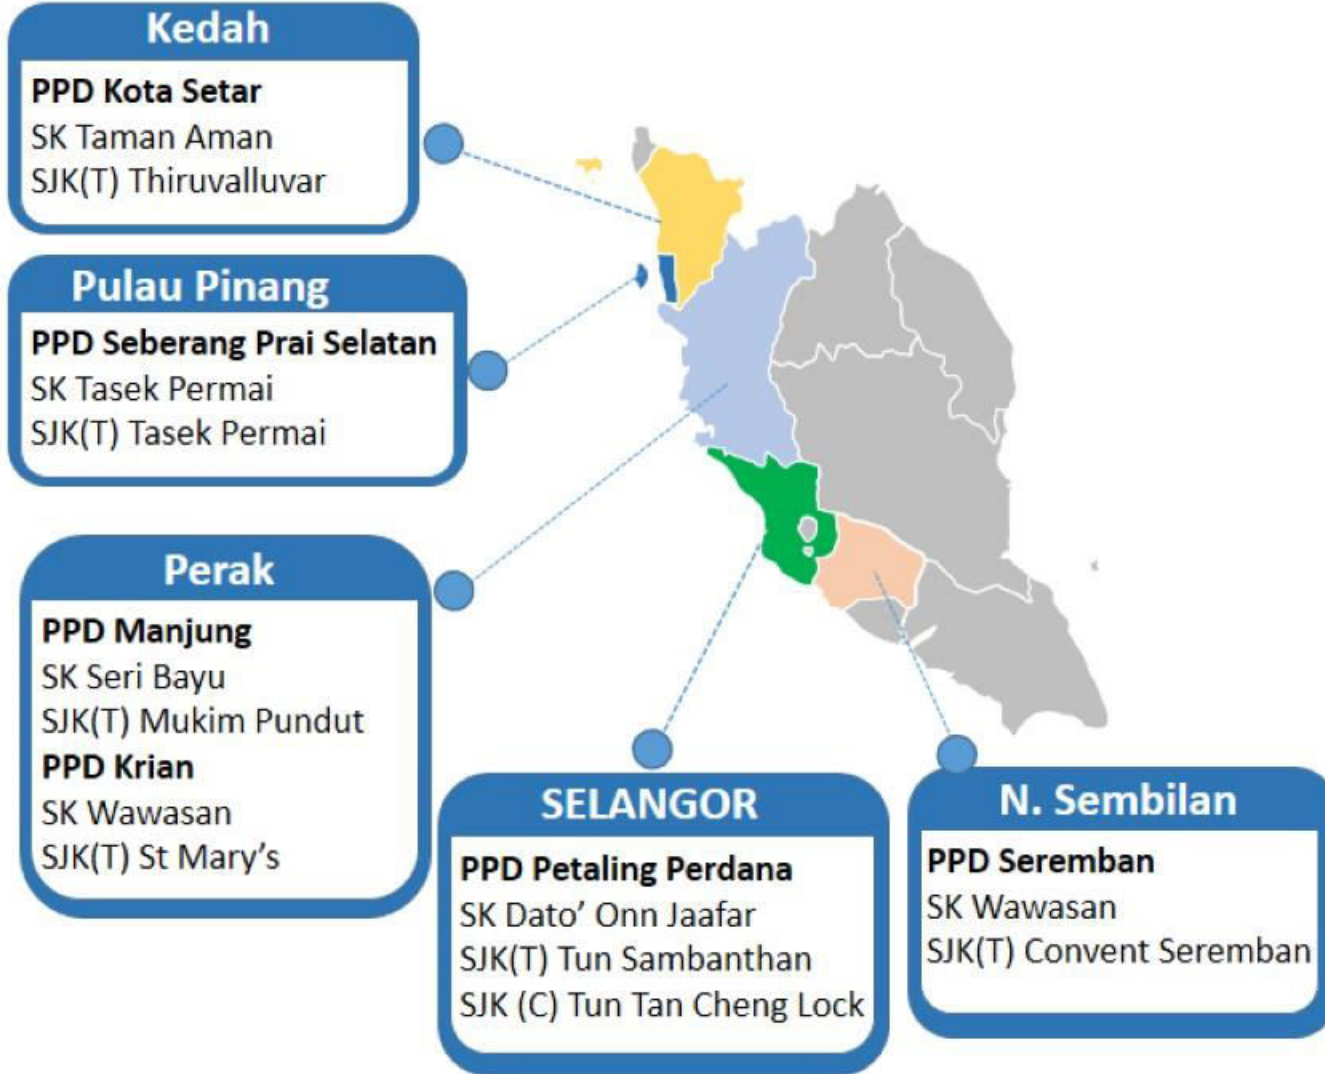 Kedah
PPD Kota Setar
SK Taman Aman
SJK(T) Thiruvalluvar
Pulau Pinang
PPD Seberang Prai Selatan
SK Tasek Permai
SJK(T) Tasek Permai
Perak
PPD Manjung
SK Seri Bayu
SJK(T) Mukim Pundut
PPD Krian
SK Wawasan
SJK(T) St Mary's
SELANGOR
PPD Petaling Perdana
SK Dato’ Onn Jaafar
SJK(T) Tun Sambanthan
SJK (C) Tun Tan Cheng Lock
N. Sembilan
PPD Seremban
SK Wawasan
SJK(T) Convent Seremban